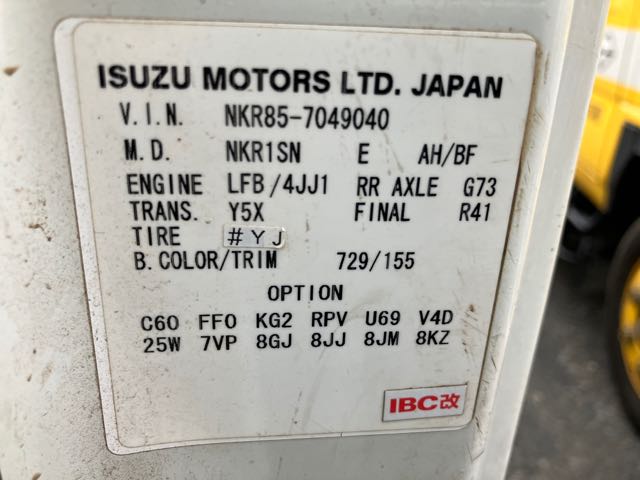 ISUZU MOTORS LTD. JAPAN
V.I.N. NKR85-7049040
M.D. NKR1SN E AH/BF
ENGINE LFB/4JJ1 RR AXLE G73
TRANS. Y5X FINAL R41
TIRE #YJ
B.COLOR/TRIM 729/155
OPTION
C60 FF0 KG2 RPV U69 V4D
25W 7VP 8GJ 8JJ 8JM 8KZ
IBC改